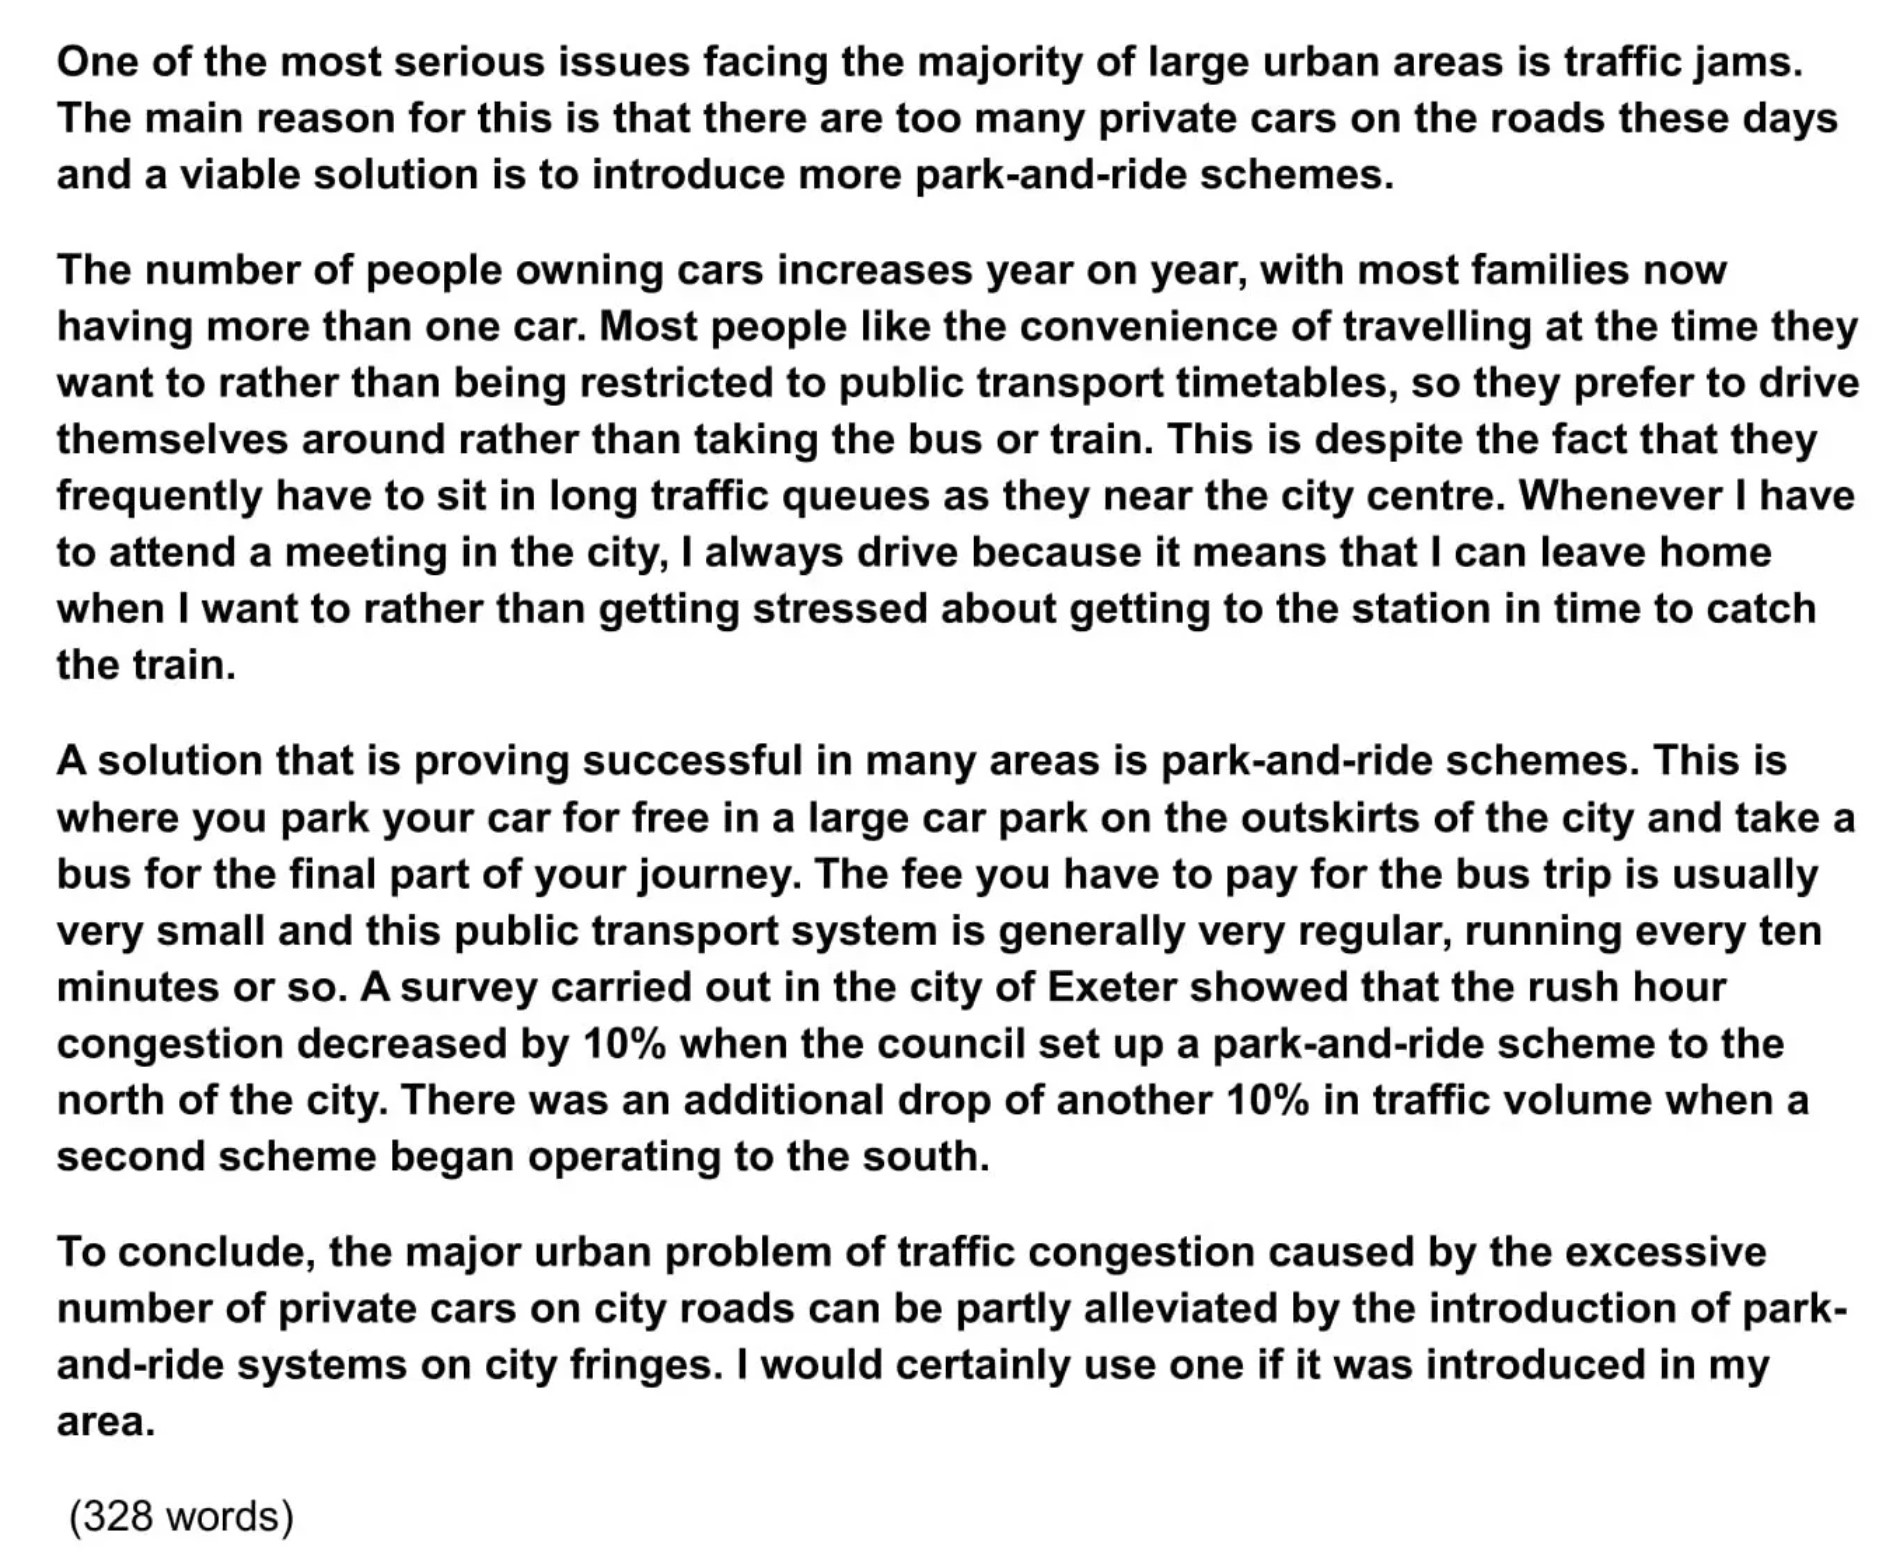 One of the most serious issues facing the majority of large urban areas is traffic jams.
The main reason for this is that there are too many private cars on the roads these days
and a viable solution is to introduce more park-and-ride schemes.
The number of people owning cars increases year on year, with most families now
having more than one car. Most people like the convenience of travelling at the time they
want to rather than being restricted to public transport timetables, so they prefer to drive
themselves around rather than taking the bus or train. This is despite the fact that they
frequently have to sit in long traffic queues as they near the city centre. Whenever I have
to attend a meeting in the city, I always drive because it means that I can leave home
when I want to rather than getting stressed about getting to the station in time to catch
the train.
A solution that is proving successful in many areas is park-and-ride schemes. This is
where you park your car for free in a large car park on the outskirts of the city and take a
bus for the final part of your journey. The fee you have to pay for the bus trip is usually
very small and this public transport system is generally very regular, running every ten
minutes or so. A survey carried out in the city of Exeter showed that the rush hour
congestion decreased by 10% when the council set up a park-and-ride scheme to the
north of the city. There was an additional drop of another 10% in traffic volume when a
second scheme began operating to the south.
To conclude, the major urban problem of traffic congestion caused by the excessive
number of private cars on city roads can be partly alleviated by the introduction of park-
and-ride systems on city fringes. I would certainly use one if it was introduced in my
area.
(328 words)